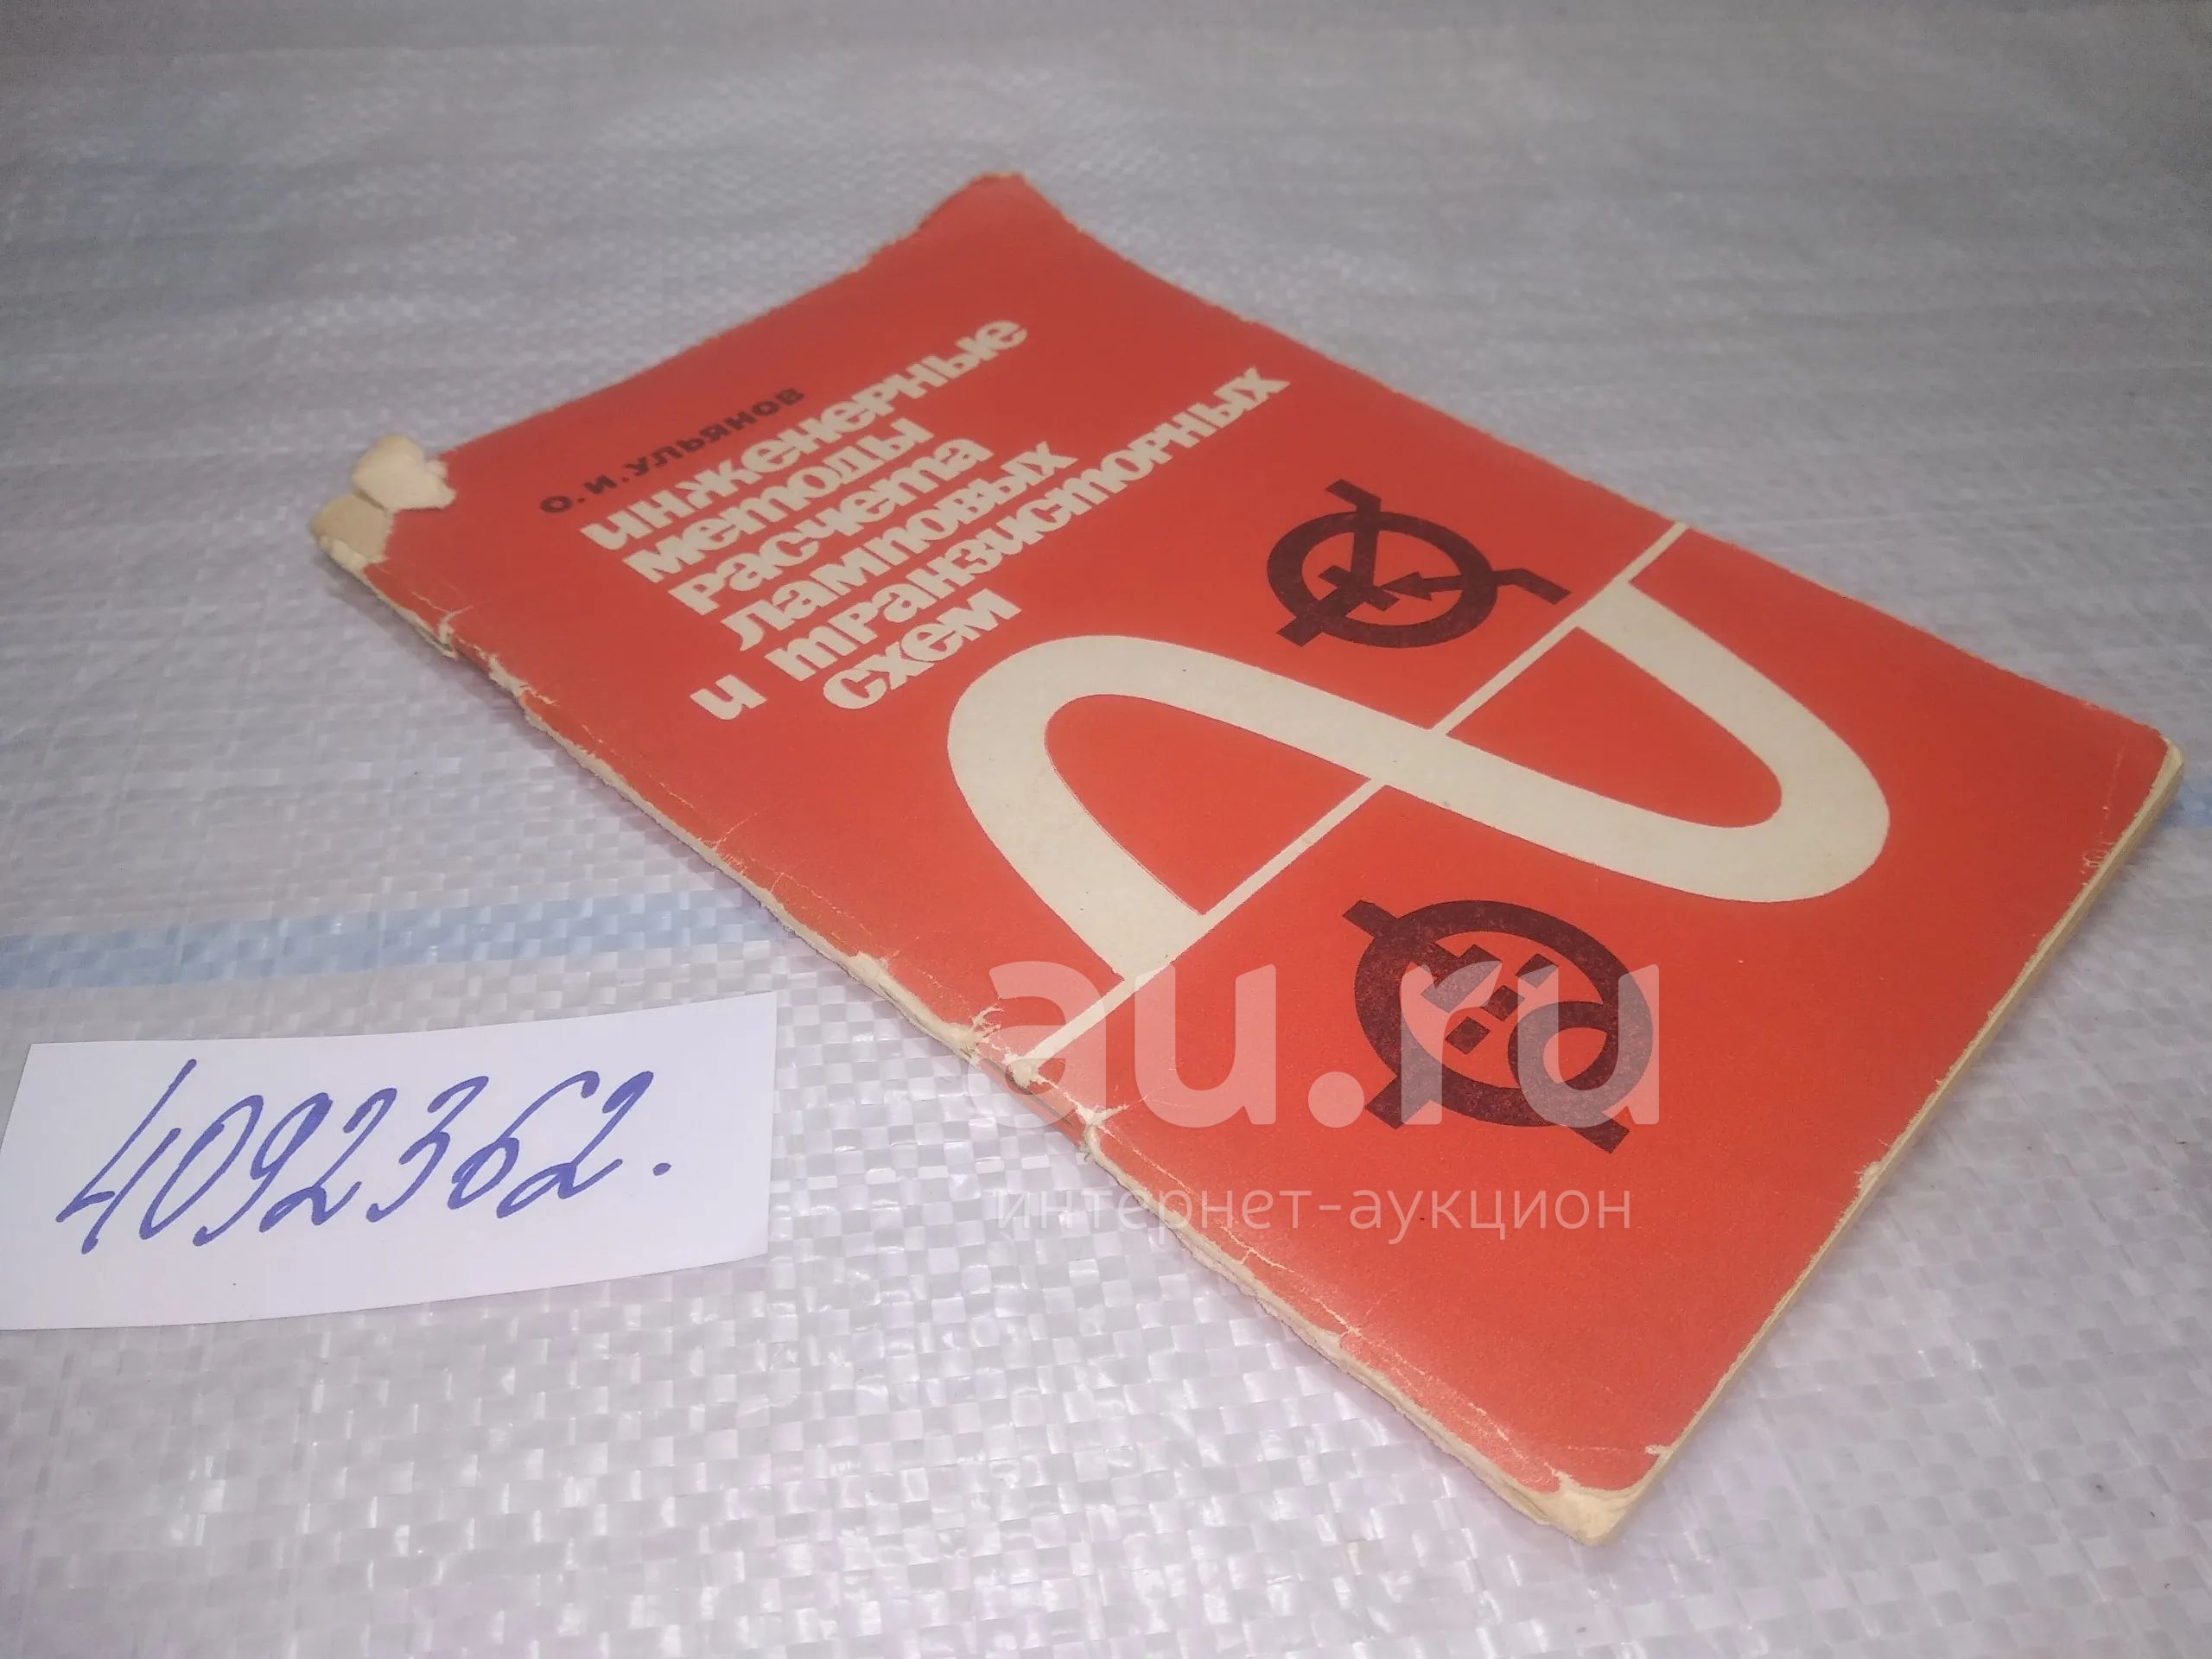 О. И. УЛЬЯНОВ
инженерные
методы
расчета
ламповых
и транзисторных
схем
4092362.
au.ru
интернет-аукцион